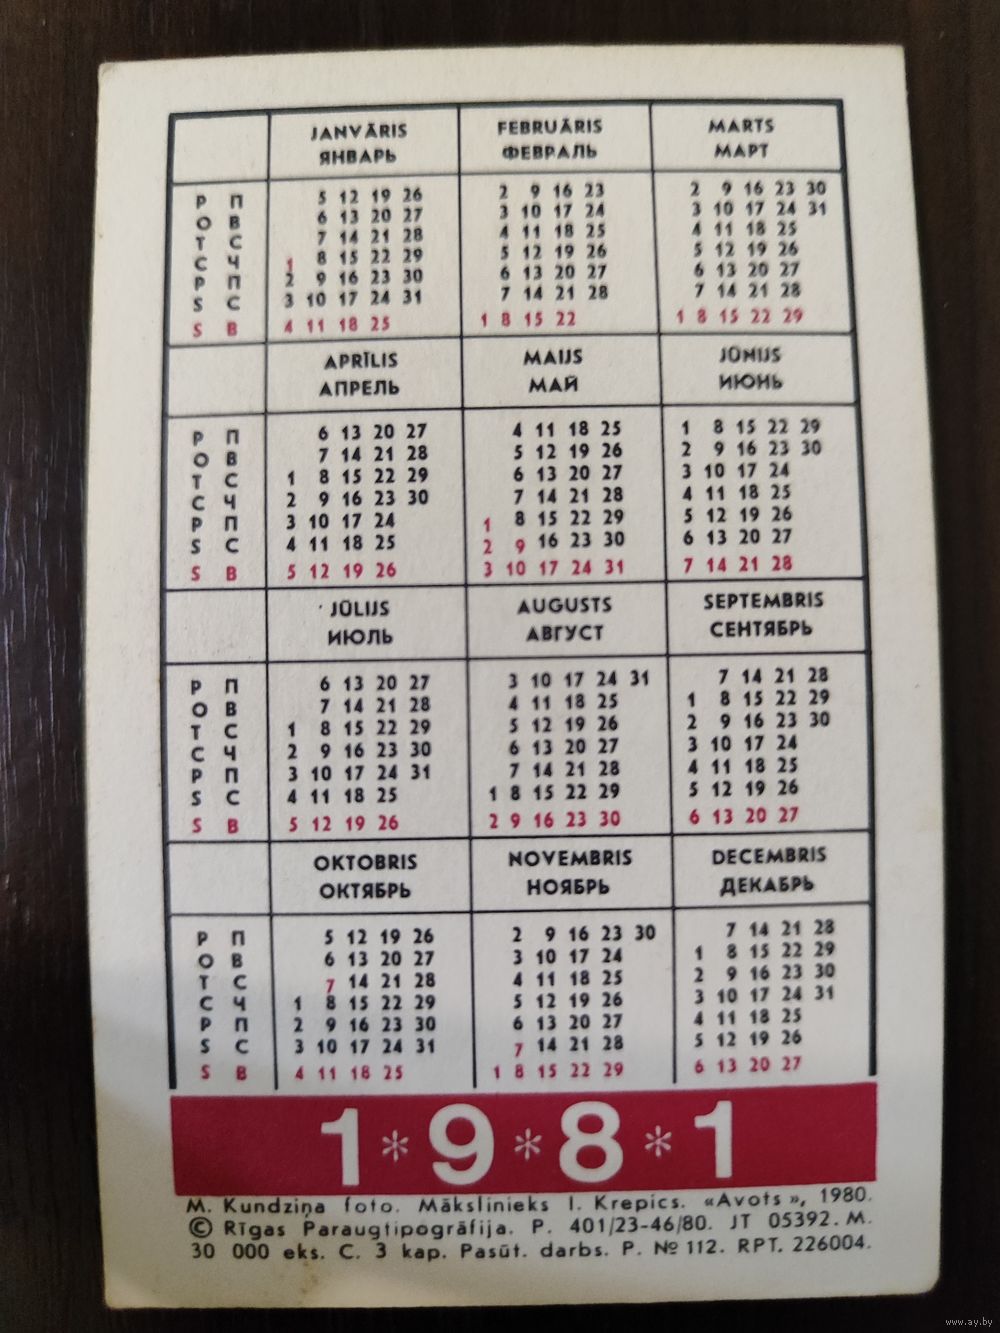 JANVĀRIS FEBRUĀRIS MARTS
ЯНВАРЬ ФЕВРАЛЬ МАРТ
P П 5 12 19 26 2 9 16 23 2 9 16 23 30
O В 6 13 20 27 3 10 17 24 3 10 17 24 31
T С 7 14 21 28 4 11 18 25 4 11 18 25
C Ч 1 8 15 22 29 5 12 19 26 5 12 19 26
P П 2 9 16 23 30 6 13 20 27 6 13 20 27
S С 3 10 17 24 31 7 14 21 28 7 14 21 28
S В 4 11 18 25 1 8 15 22 1 8 15 22 29
APRĪLIS MAIJS JŪNIJS
АПРЕЛЬ МАЙ ИЮНЬ
P П 6 13 20 27 4 11 18 25 1 8 15 22 29
O В 7 14 21 28 5 12 19 26 2 9 16 23 30
T С 1 8 15 22 29 6 13 20 27 3 10 17 24
C Ч 2 9 16 23 30 7 14 21 28 4 11 18 25
P П 3 10 17 24 1 8 15 22 29 5 12 19 26
S С 4 11 18 25 2 9 16 23 30 6 13 20 27
S В 5 12 19 26 3 10 17 24 31 7 14 21 28
JŪLIJS AUGUSTS SEPTEMBRIS
ИЮЛЬ АВГУСТ СЕНТЯБРЬ
P П 6 13 20 27 3 10 17 24 31 7 14 21 28
O В 7 14 21 28 4 11 18 25 1 8 15 22 29
T С 1 8 15 22 29 5 12 19 26 2 9 16 23 30
C Ч 2 9 16 23 30 6 13 20 27 3 10 17 24
P П 3 10 17 24 31 7 14 21 28 4 11 18 25
S С 4 11 18 25 1 8 15 22 29 5 12 19 26
S В 5 12 19 26 2 9 16 23 30 6 13 20 27
OKTOBRIS NOVEMBRIS DECEMBRIS
ОКТЯБРЬ НОЯБРЬ ДЕКАБРЬ
P П 5 12 19 26 2 9 16 23 30 7 14 21 28
O В 6 13 20 27 3 10 17 24 1 8 15 22 29
T С 7 14 21 28 4 11 18 25 2 9 16 23 30
C Ч 1 8 15 22 29 5 12 19 26 3 10 17 24 31
P П 2 9 16 23 30 6 13 20 27 4 11 18 25
S С 3 10 17 24 31 7 14 21 28 5 12 19 26
S В 4 11 18 25 1 8 15 22 29 6 13 20 27
1*9*8*1
M. Kundziņa foto. Mākslinieks I. Krepics. «Avots», 1980.
© Rīgas Paraugtipogrāfija. P. 401/23-46/80. JT 05392. M.
30 000 eks. C. 3 kap. Pasūt. darbs. P. № 112. RPT. 226004.
www.ay.by